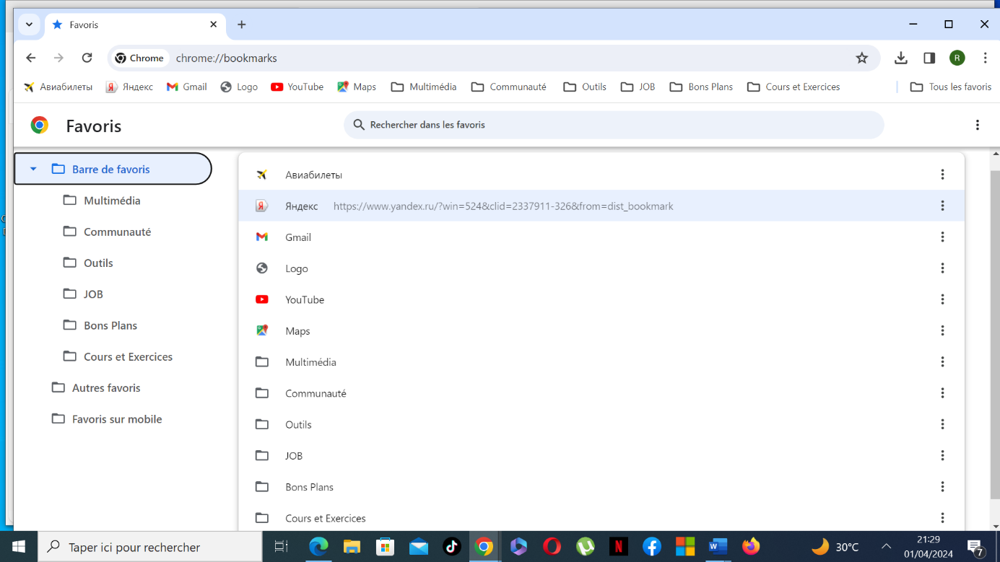 Favoris
Chrome chrome://bookmarks R
Авиабилеты Яндекс Gmail Logo YouTube Maps Multimédia Communauté Outils JOB Bons Plans Cours et Exercices Tous les favoris
Favoris Rechercher dans les favoris
Barre de favoris
Multimédia
Communauté
Outils
JOB
Bons Plans
Cours et Exercices
Autres favoris
Favoris sur mobile
Авиабилеты
Яндекс https://www.yandex.ru/?win=524&clid=2337911-326&from=dist_bookmark
Gmail
Logo
YouTube
Maps
Multimédia
Communauté
Outils
JOB
Bons Plans
Cours et Exercices
Taper ici pour rechercher 30°C 21:29
01/04/2024 7